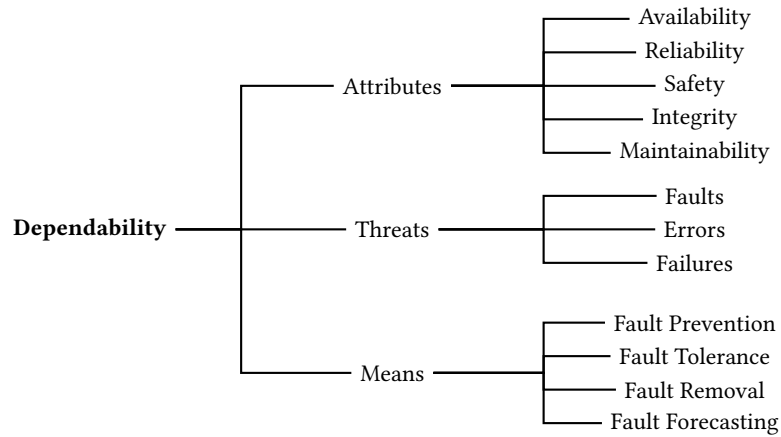 Availability
Reliability
Attributes
Safety
Integrity
Maintainability
Faults
Dependability
Threats
Errors
Failures
Fault Prevention
Fault Tolerance
Means
Fault Removal
Fault Forecasting